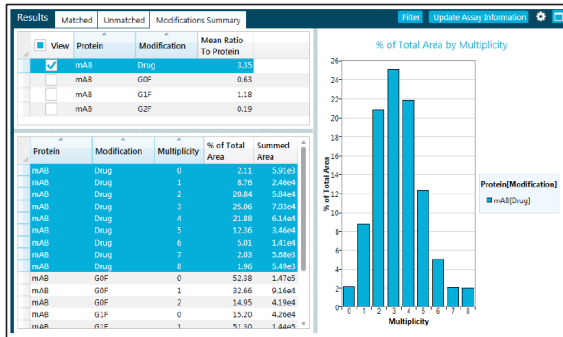 Results Matched Unmatched Modifications Summary Filter Update Assay Information
View Protein Modification Mean Ratio To Protein
mAB Drug 3.35
mAB G0F 0.63
mAB G1F 1.18
mAB G2F 0.19
Protein Modification Multiplicity % of Total Area Summed Area
mAB Drug 0 2.11 5.91e3
mAB Drug 1 8.76 2.46e4
mAB Drug 2 20.84 5.84e4
mAB Drug 3 25.06 7.03e4
mAB Drug 4 21.88 6.14e4
mAB Drug 5 12.36 3.46e4
mAB Drug 6 5.01 1.41e4
mAB Drug 7 2.03 5.68e3
mAB Drug 8 1.96 5.49e3
mAB G0F 0 52.38 1.47e5
mAB G0F 1 32.66 9.16e4
mAB G0F 2 14.95 4.19e4
mAB G1F 0 15.20 4.26e4
mAB G1F 1 51.30 1.44e5
% of Total Area by Multiplicity
% of Total Area
26
24
22
20
18
16
14
12
10
8
6
4
2
0
0 1 2 3 4 5 6 7 8
Multiplicity
Protein[Modification]
mAB[Drug]